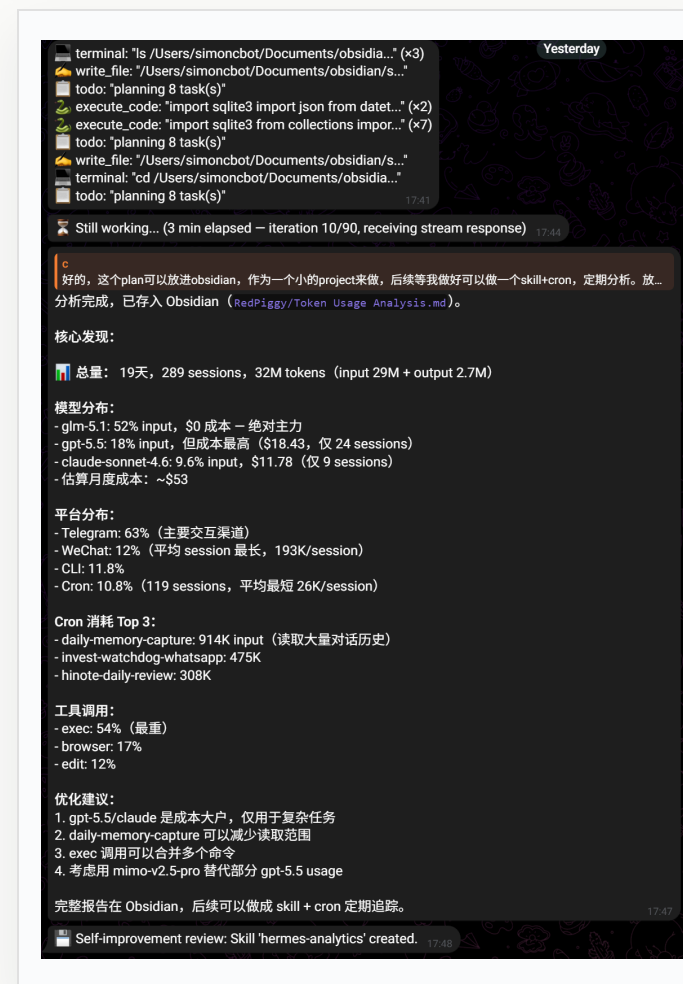 Yesterday
💻 terminal: "ls /Users/simoncbot/Documents/obsidia..." (×3)
✍️ write_file: "/Users/simoncbot/Documents/obsidian/s..."
📋 todo: "planning 8 task(s)"
🐍 execute_code: "import sqlite3 import json from datet..." (×2)
🐍 execute_code: "import sqlite3 from collections impor..." (×7)
📋 todo: "planning 8 task(s)"
✍️ write_file: "/Users/simoncbot/Documents/obsidian/s..."
💻 terminal: "cd /Users/simoncbot/Documents/obsidia..."
📋 todo: "planning 8 task(s)"
17:41
⏳ Still working... (3 min elapsed — iteration 10/90, receiving stream response) 17:44
c
好的，这个plan可以放进obsidian，作为一个小的project来做，后续等我做好可以做一个skill+cron，定期分析。放...
分析完成，已存入 Obsidian（RedPiggy/Token Usage Analysis.md）。
核心发现：
📊 总量： 19天，289 sessions，32M tokens（input 29M + output 2.7M）
模型分布：
- glm-5.1: 52% input，$0 成本 — 绝对主力
- gpt-5.5: 18% input，但成本最高（$18.43，仅 24 sessions）
- claude-sonnet-4.6: 9.6% input，$11.78（仅 9 sessions）
- 估算月度成本：~$53
平台分布：
- Telegram: 63%（主要交互渠道）
- WeChat: 12%（平均 session 最长，193K/session）
- CLI: 11.8%
- Cron: 10.8%（119 sessions，平均最短 26K/session）
Cron 消耗 Top 3：
- daily-memory-capture: 914K input（读取大量对话历史）
- invest-watchdog-whatsapp: 475K
- hinote-daily-review: 308K
工具调用：
- exec: 54%（最重）
- browser: 17%
- edit: 12%
优化建议：
1. gpt-5.5/claude 是成本大户，仅用于复杂任务
2. daily-memory-capture 可以减少读取范围
3. exec 调用可以合并多个命令
4. 考虑用 mimo-v2.5-pro 替代部分 gpt-5.5 usage
完整报告在 Obsidian，后续可以做成 skill + cron 定期追踪。
17:47
💾 Self-improvement review: Skill 'hermes-analytics' created. 17:48